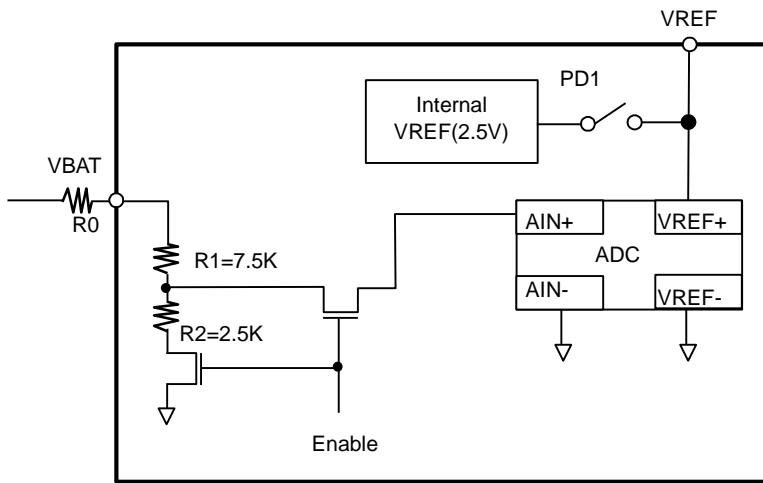 VREF
PD1
Internal
VREF(2.5V)
VBAT
R0
R1=7.5K
R2=2.5K
AIN+
VREF+
ADC
AIN-
VREF-
Enable